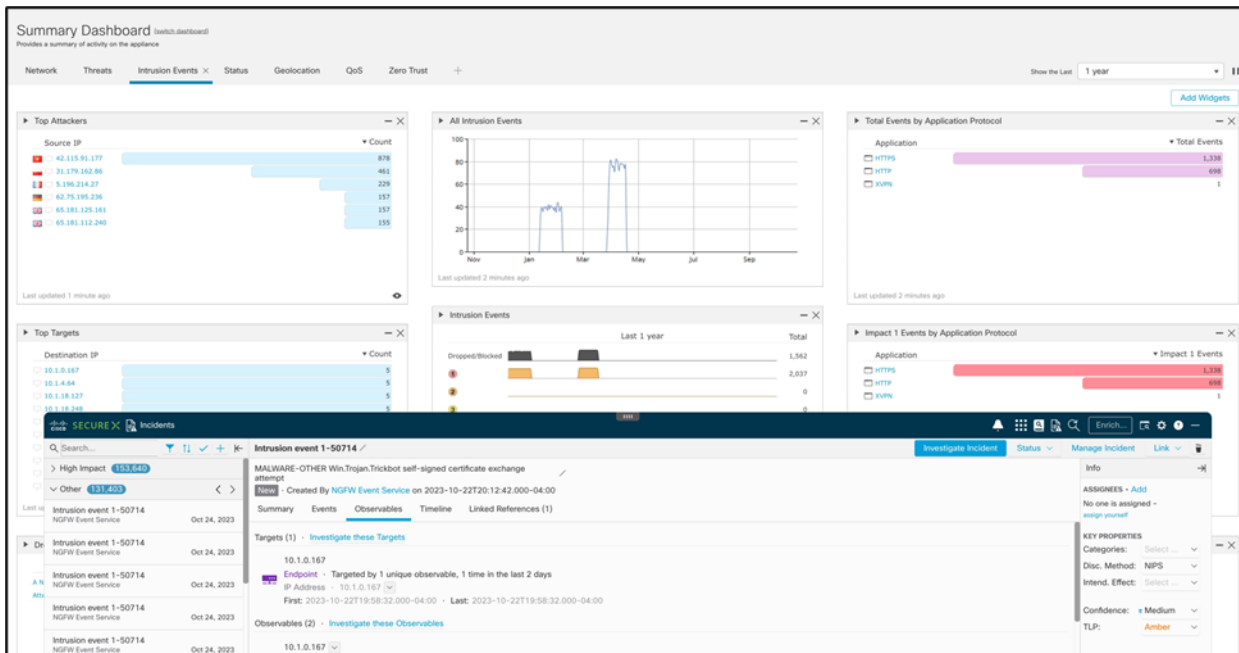 Summary Dashboard (switch dashboard)
Provides a summary of activity on the appliance
Network Threats Intrusion Events × Status Geolocation QoS Zero Trust +
Show the Last 1 year
Add Widgets
Top Attackers
Source IP Count
42.115.91.177 878
31.179.162.86 461
5.196.214.27 229
62.75.195.236 157
65.181.125.161 157
65.181.112.240 155
Last updated 1 minute ago
All Intrusion Events
100
80
60
40
20
0
Nov Jan Mar May Jul Sep
Last updated 2 minutes ago
Total Events by Application Protocol
Application Total Events
HTTPS 1,338
HTTP 698
XVPN 1
Last updated 2 minutes ago
Top Targets
Destination IP Count
10.1.0.167 5
10.1.4.64 5
10.1.18.127 5
10.1.18.248 5
Intrusion Events
Last 1 year Total
Dropped/Blocked 1,562
1 2,037
2 0
3 0
Impact 1 Events by Application Protocol
Application Impact 1 Events
HTTPS 1,338
HTTP 698
XVPN 1
CISCO SECUREX Incidents
Enrich...
Search...
High Impact 153,640
Other 131,403
Intrusion event 1-50714
NGFW Event Service Oct 24, 2023
Intrusion event 1-50714
NGFW Event Service Oct 24, 2023
Intrusion event 1-50714
NGFW Event Service Oct 24, 2023
Intrusion event 1-50714
NGFW Event Service Oct 24, 2023
Intrusion event 1-50714
NGFW Event Service Oct 24, 2023
Intrusion event 1-50714
Investigate Incident Status Manage Incident Link
MALWARE-OTHER Win.Trojan.Trickbot self-signed certificate exchange
attempt
New - Created By NGFW Event Service on 2023-10-22T20:12:42.000-04:00
Summary Events Observables Timeline Linked References (1)
Targets (1) · Investigate these Targets
10.1.0.167
Endpoint · Targeted by 1 unique observable, 1 time in the last 2 days
IP Address · 10.1.0.167
First: 2023-10-22T19:58:32.000-04:00 · Last: 2023-10-22T19:58:32.000-04:00
Observables (2) · Investigate these Observables
10.1.0.167
Info
ASSIGNEES · Add
No one is assigned -
assign yourself
KEY PROPERTIES
Categories: Select ...
Disc. Method: NIPS
Intend. Effect: Select ...
Confidence: Medium
TLP: Amber